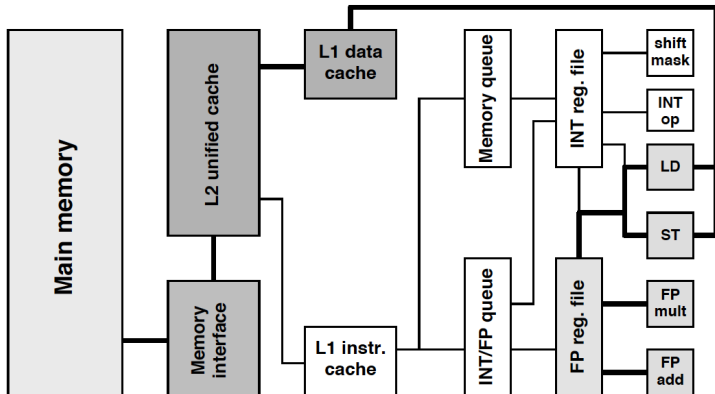 Main memory
L2 unified cache
Memory
interface
L1 data
cache
L1 instr.
cache
Memory queue
INT/FP queue
INT reg. file
FP reg. file
shift
mask
INT
op
LD
ST
FP
mult
FP
add